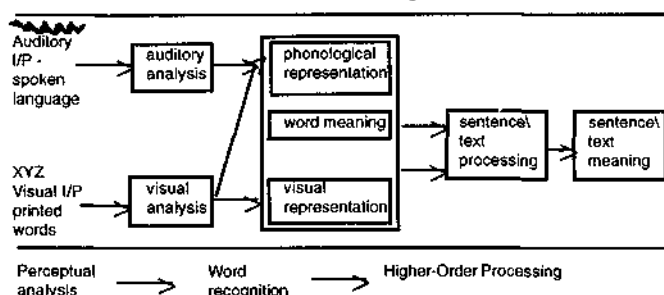 Auditory
I/P -
spoken
language
auditory
analysis
phonological
representation
word meaning
visual
representation
XYZ
Visual I/P
printed
words
visual
analysis
sentence\
text
processing
sentence\
text
meaning
Perceptual
analysis
Word
recognition
Higher-Order Processing